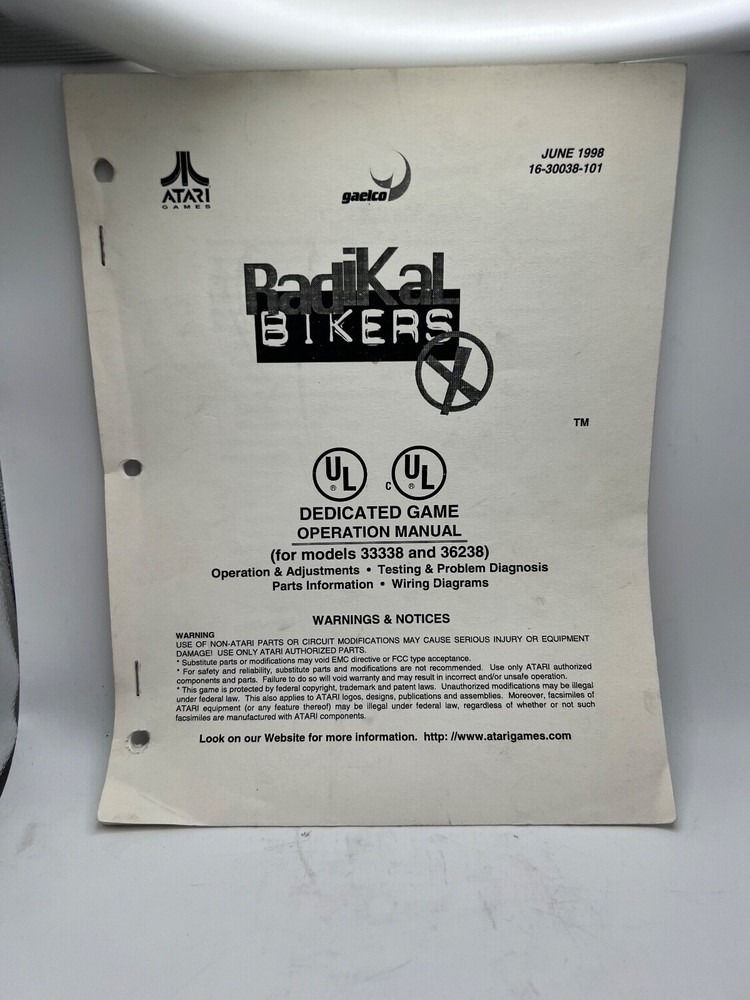 ATARI
GAMES
gaelco
JUNE 1998
16-30038-101
RadiKal
BIKERS
X
TM
UL
®
C
UL
®
DEDICATED GAME
OPERATION MANUAL
(for models 33338 and 36238)
Operation & Adjustments • Testing & Problem Diagnosis
Parts Information • Wiring Diagrams
WARNINGS & NOTICES
WARNING
USE OF NON-ATARI PARTS OR CIRCUIT MODIFICATIONS MAY CAUSE SERIOUS INJURY OR EQUIPMENT
DAMAGE! USE ONLY ATARI AUTHORIZED PARTS.
* Substitute parts or modifications may void EMC directive or FCC type acceptance.
* For safety and reliability, substitute parts and modifications are not recommended. Use only ATARI authorized
components and parts. Failure to do so will void warranty and may result in incorrect and/or unsafe operation.
* This game is protected by federal copyright, trademark and patent laws. Unauthorized modifications may be illegal
under federal law. This also applies to ATARI logos, designs, publications and assemblies. Moreover, facsimiles of
ATARI equipment (or any feature thereof) may be illegal under federal law, regardless of whether or not such
facsimiles are manufactured with ATARI components.
Look on our Website for more information. http: //www.atarigames.com